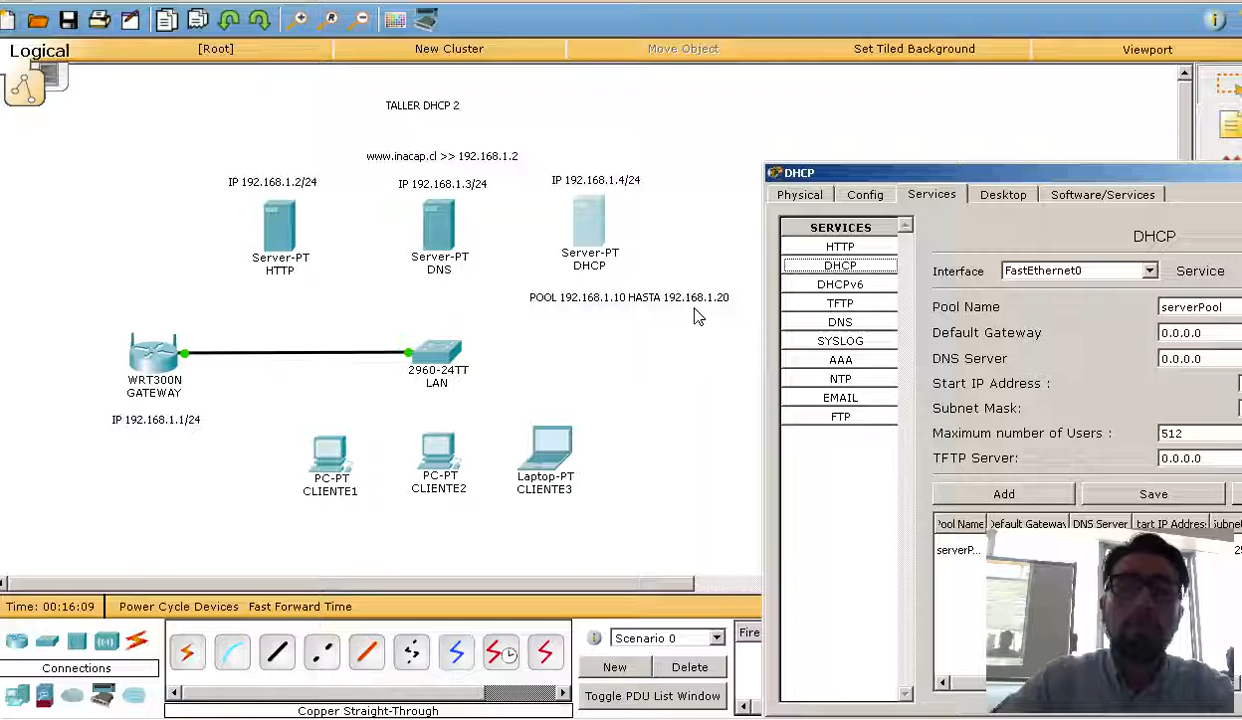 Logical
[Root]
New Cluster
Move Object
Set Tiled Background
Viewport
TALLER DHCP 2
www.inacap.cl >> 192.168.1.2
IP 192.168.1.2/24
IP 192.168.1.3/24
IP 192.168.1.4/24
Server-PT
HTTP
Server-PT
DNS
Server-PT
DHCP
POOL 192.168.1.10 HASTA 192.168.1.20
WRT300N
GATEWAY
IP 192.168.1.1/24
2960-24TT
LAN
PC-PT
CLIENTE1
PC-PT
CLIENTE2
Laptop-PT
CLIENTE3
DHCP
Physical
Config
Services
Desktop
Software/Services
SERVICES
HTTP
DHCP
DHCPv6
TFTP
DNS
SYSLOG
AAA
NTP
EMAIL
FTP
DHCP
Interface
FastEthernet0
Service
Pool Name
serverPool
Default Gateway
0.0.0.0
DNS Server
0.0.0.0
Start IP Address :
Subnet Mask:
Maximum number of Users :
512
TFTP Server:
0.0.0.0
Add
Save
Pool Name
Default Gateway
DNS Server
tart IP Address
serverP...
Time: 00:16:09
Power Cycle Devices
Fast Forward Time
Connections
Copper Straight-Through
Scenario 0
New
Delete
Toggle PDU List Window
Fire